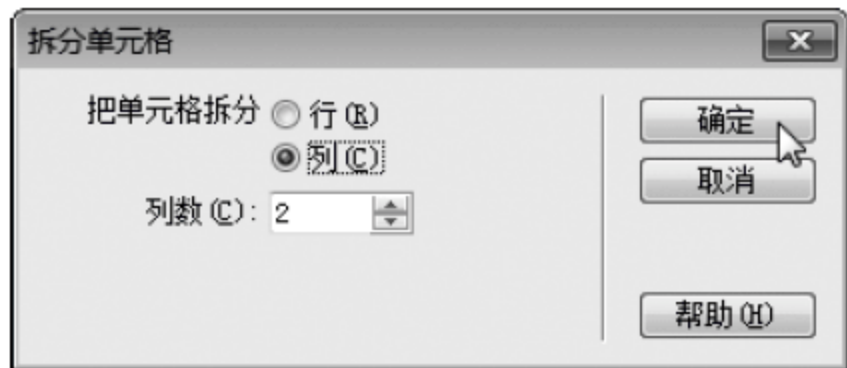 拆分单元格
把单元格拆分 行(R)
列(C)
列数(C): 2
确定
取消
帮助(H)